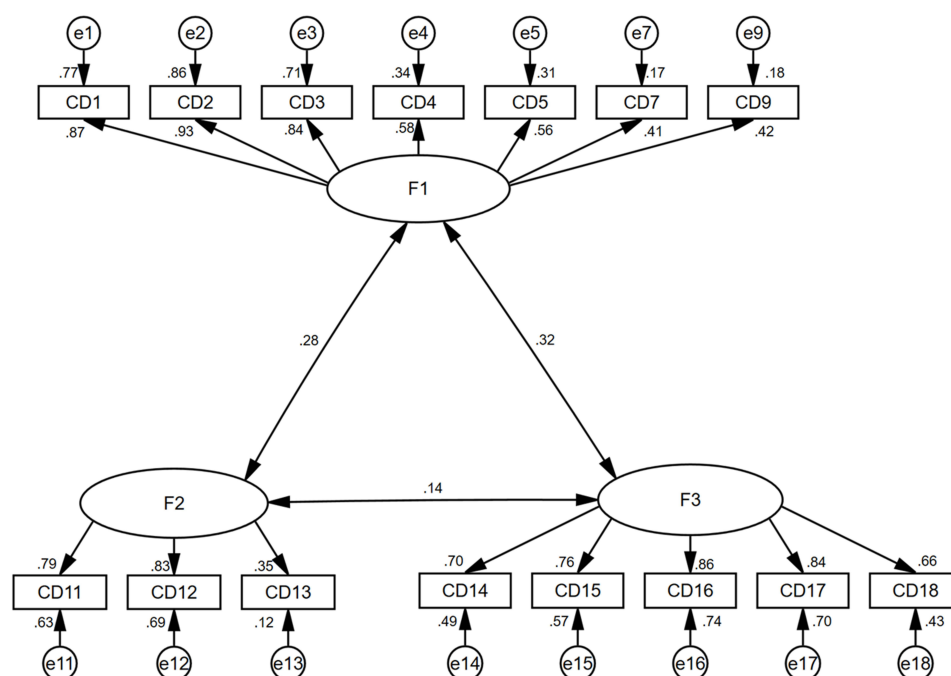 e1 e2 e3 e4 e5 e7 e9
.77 .86 .71 .34 .31 .17 .18
CD1 CD2 CD3 CD4 CD5 CD7 CD9
.87 .93 .84 .58 .56 .41 .42
F1
.28 .32
.14
F2 F3
.79 .83 .35 .70 .76 .86 .84 .66
CD11 CD12 CD13 CD14 CD15 CD16 CD17 CD18
.63 .69 .12 .49 .57 .74 .70 .43
e11 e12 e13 e14 e15 e16 e17 e18